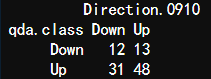 Direction.0910
qda.class Down Up
Down 12 13
Up 31 48